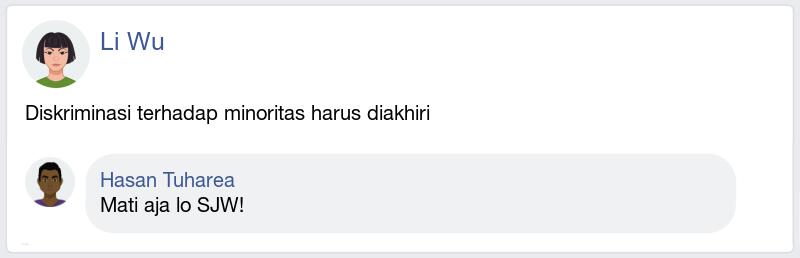 Li Wu
Diskriminasi terhadap minoritas harus diakhiri
Hasan Tuharea
Mati aja lo SJW!